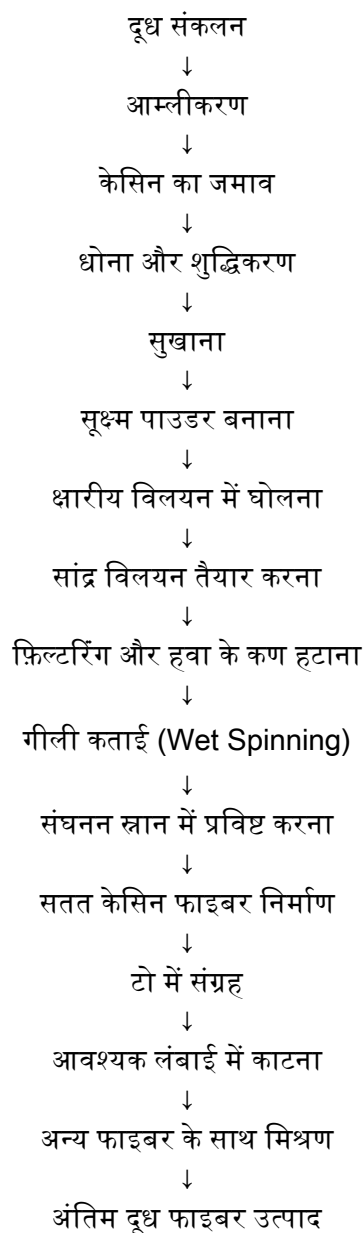 दूध संकलन
↓
आम्लीकरण
↓
केसिन का जमाव
↓
धोना और शुद्धिकरण
↓
सुखाना
↓
सूक्ष्म पाउडर बनाना
↓
क्षारीय विलयन में घोलना
↓
सांद्र विलयन तैयार करना
↓
फ़िल्टरिंग और हवा के कण हटाना
↓
गीली कताई (Wet Spinning)
↓
संघनन स्नान में प्रविष्ट करना
↓
सतत केसिन फाइबर निर्माण
↓
टो में संग्रह
↓
आवश्यक लंबाई में काटना
↓
अन्य फाइबर के साथ मिश्रण
↓
अंतिम दूध फाइबर उत्पाद